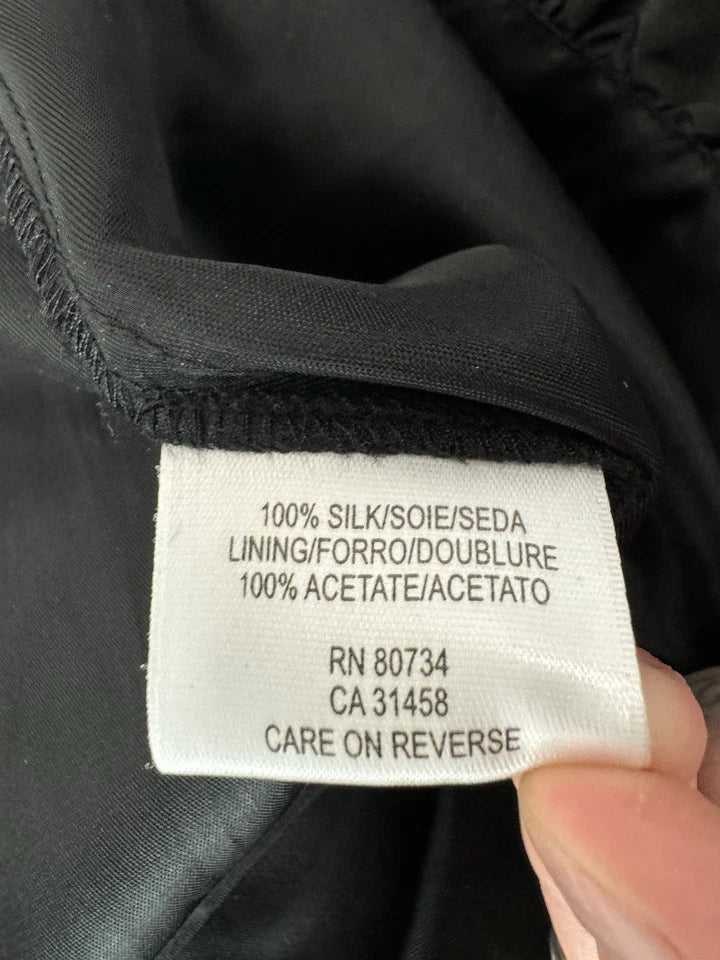 100% SILK/SOIE/SEDA
LINING/FORRO/DOUBLURE
100% ACETATE/ACETATO
RN 80734
CA 31458
CARE ON REVERSE